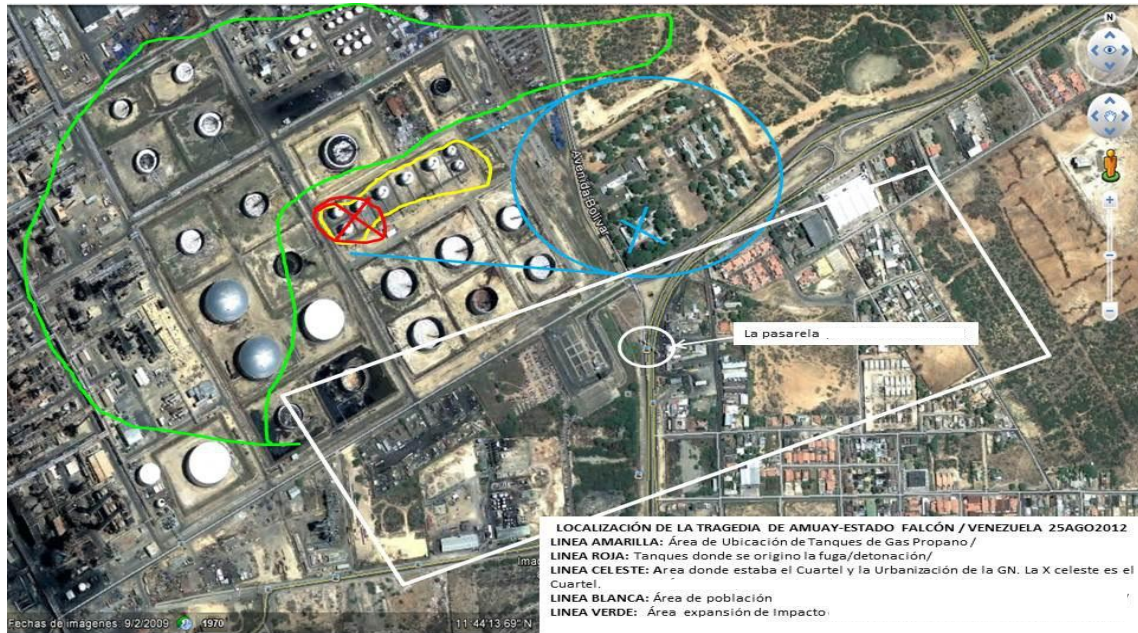 N
Avenida Bolívar
La pasarela
LOCALIZACIÓN DE LA TRAGEDIA DE AMUAY-ESTADO FALCÓN / VENEZUELA 25AGO2012
LINEA AMARILLA: Área de Ubicación de Tanques de Gas Propano /
LINEA ROJA: Tanques donde se origino la fuga/detonación/
LINEA CELESTE: Area donde estaba el Cuartel y la Urbanización de la GN. La X celeste es el
Cuartel.
LINEA BLANCA: Área de población /
LINEA VERDE: Área expansión de Impacto
Fechas de imágenes 9/2/2009 1970
11°44'13.69" N